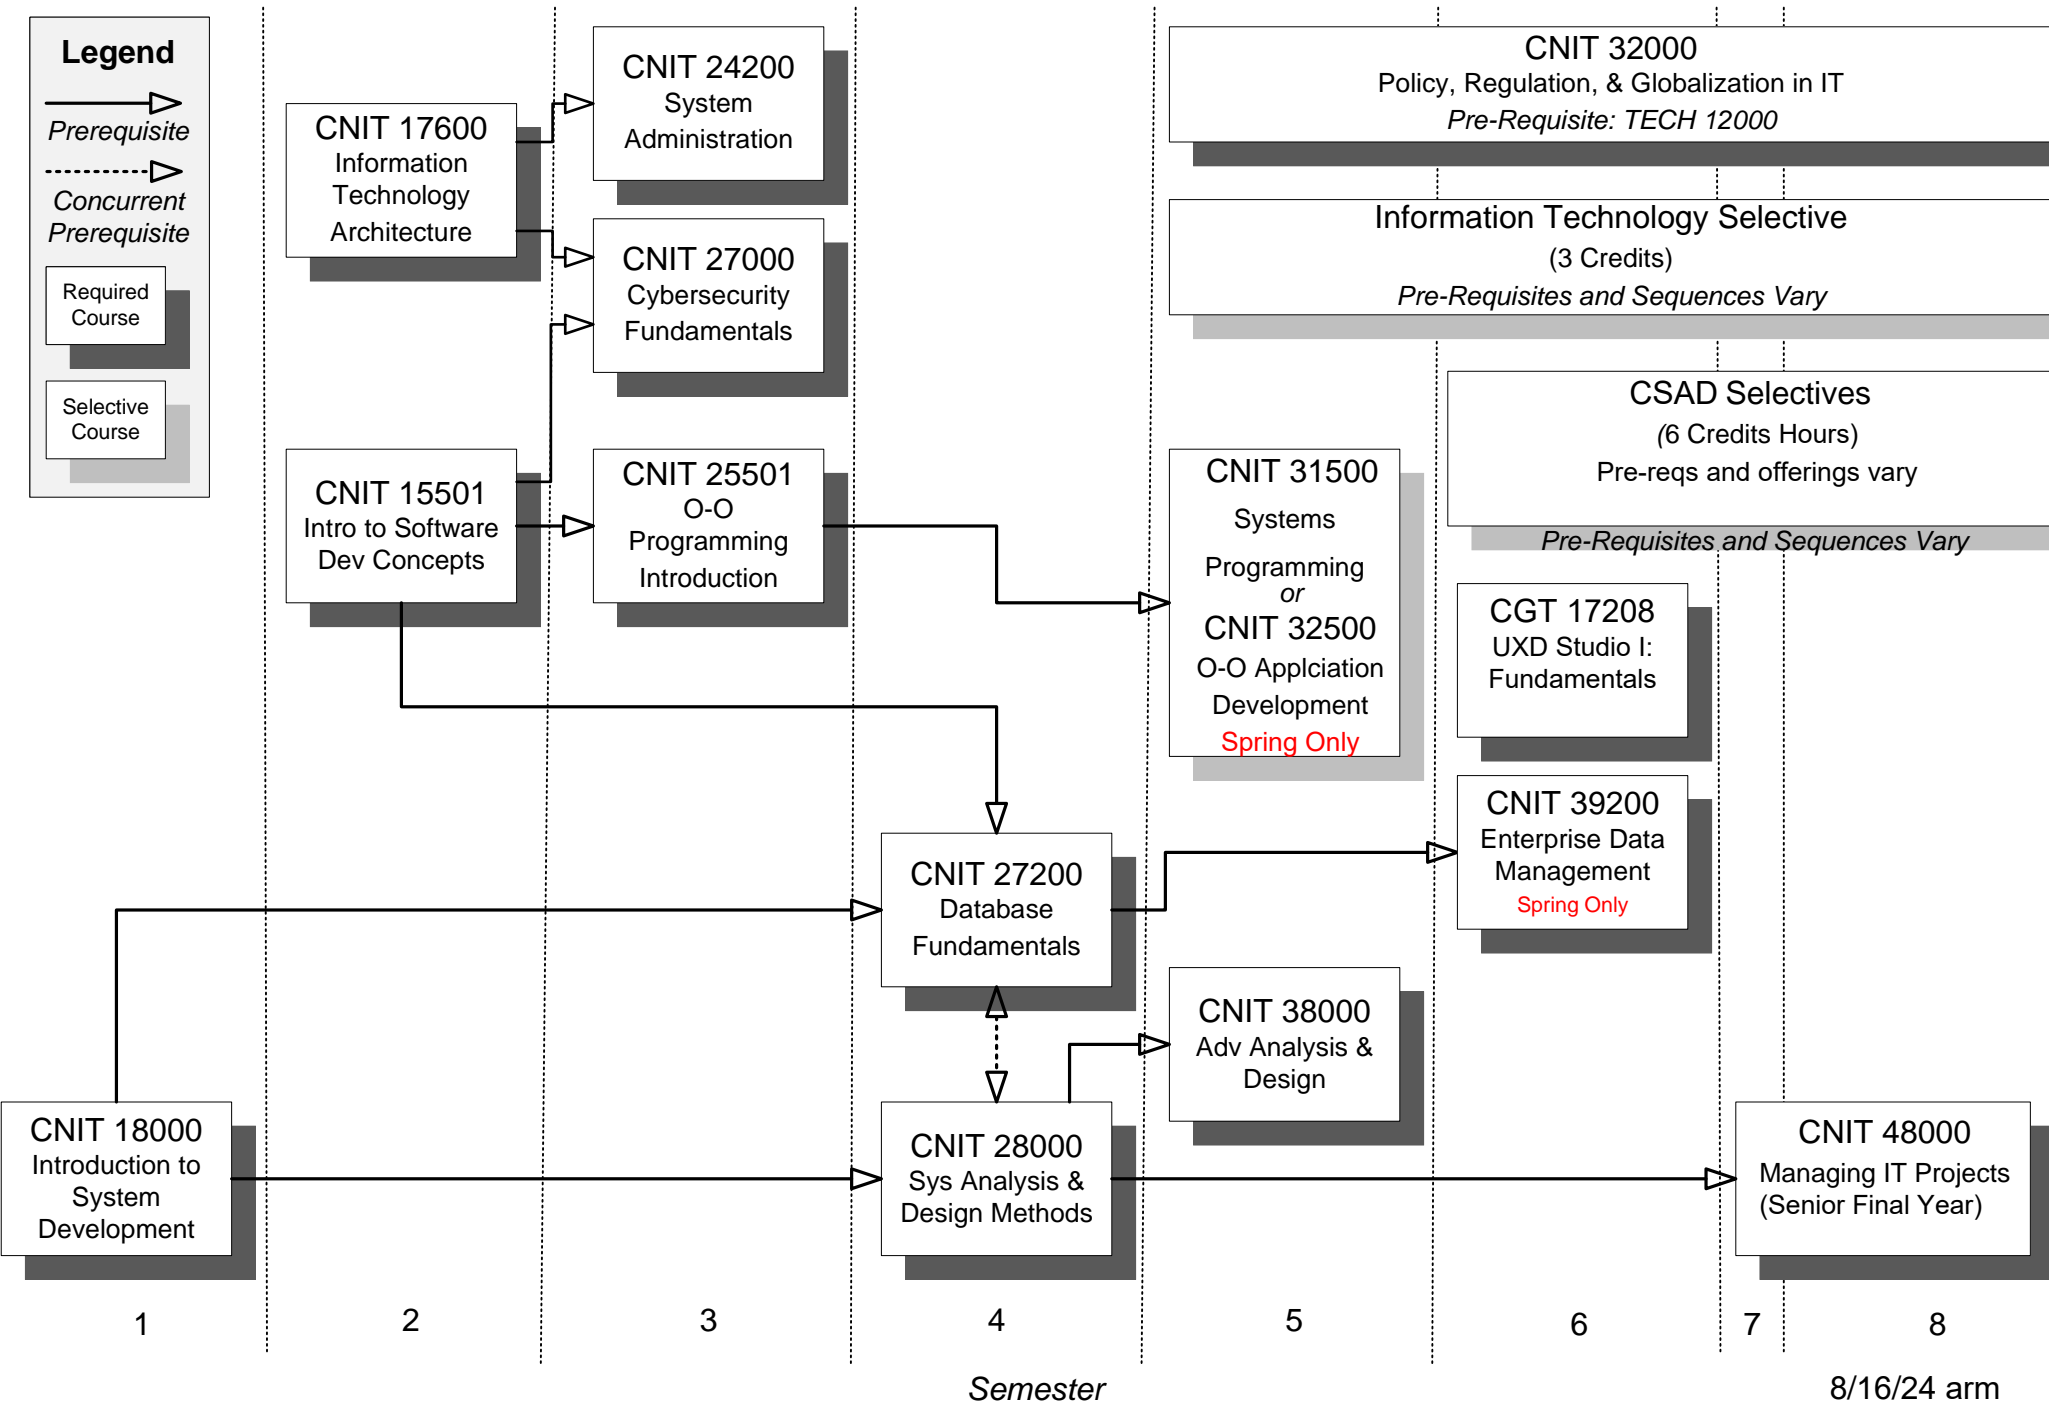 Legend
Prerequisite
Concurrent
Prerequisite
Required
Course
Selective
Course
CNIT 17600
Information
Technology
Architecture
CNIT 24200
System
Administration
CNIT 27000
Cybersecurity
Fundamentals
CNIT 32000
Policy, Regulation, & Globalization in IT
Pre-Requisite: TECH 12000
Information Technology Selective
(3 Credits)
Pre-Requisites and Sequences Vary
CSAD Selectives
(6 Credits Hours)
Pre-reqs and offerings vary
Pre-Requisites and Sequences Vary
CNIT 15501
Intro to Software
Dev Concepts
CNIT 25501
O-O
Programming
Introduction
CNIT 31500
Systems
Programming
or
CNIT 32500
O-O Applciation
Development
Spring Only
CGT 17208
UXD Studio I:
Fundamentals
CNIT 39200
Enterprise Data
Management
Spring Only
CNIT 27200
Database
Fundamentals
CNIT 38000
Adv Analysis &
Design
CNIT 18000
Introduction to
System
Development
CNIT 28000
Sys Analysis &
Design Methods
CNIT 48000
Managing IT Projects
(Senior Final Year)
1 2 3 4 5 6 7 8
Semester
8/16/24 arm